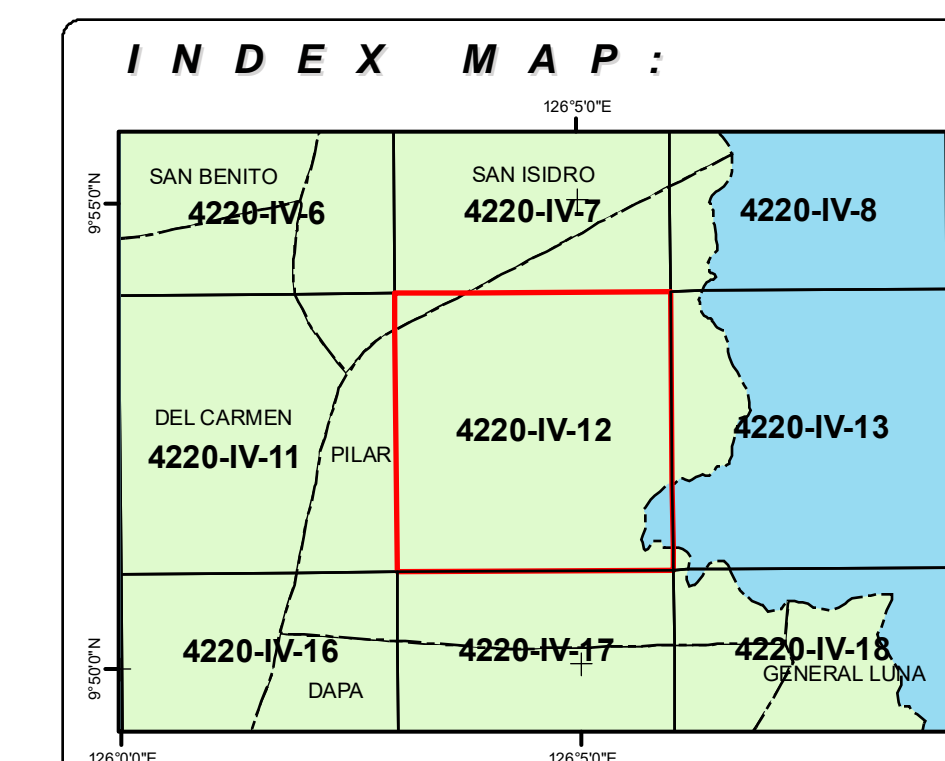 INDEX MAP:
126°5'0"E
9°55'0"N
SAN BENITO
4220-IV-6
SAN ISIDRO
4220-IV-7
4220-IV-8
DEL CARMEN
4220-IV-11
PILAR
4220-IV-12
4220-IV-13
9°50'0"N
4220-IV-16
DAPA
4220-IV-17
4220-IV-18
GENERAL LUNA
126°0'0"E
126°5'0"E